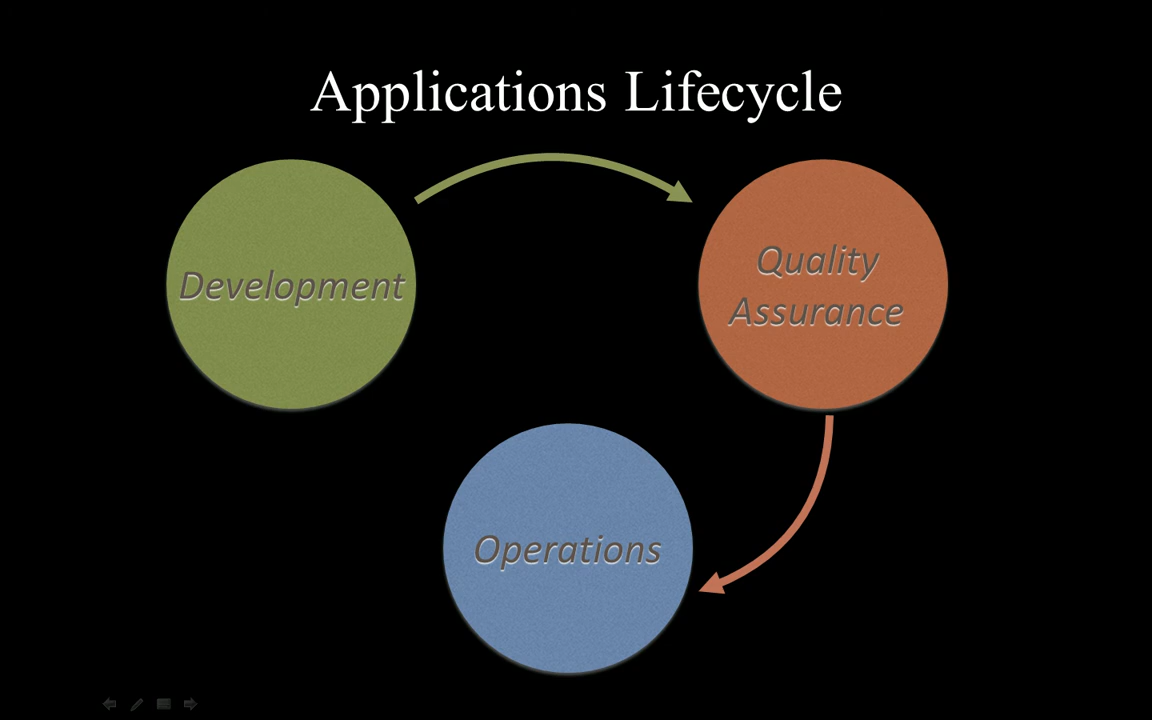 Applications Lifecycle
Development
Quality
Assurance
Operations